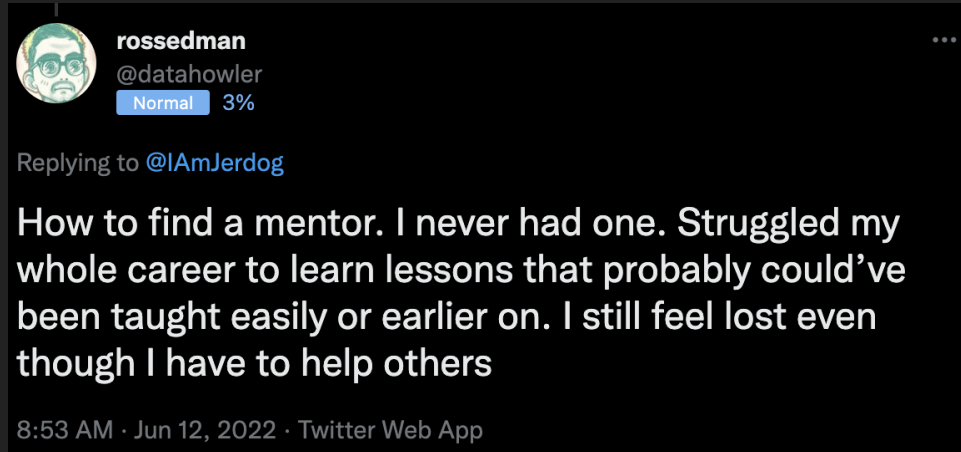 rossedman
@datahowler
Normal 3%
Replying to @IAmJerdog
How to find a mentor. I never had one. Struggled my
whole career to learn lessons that probably could’ve
been taught easily or earlier on. I still feel lost even
though I have to help others
8:53 AM · Jun 12, 2022 · Twitter Web App